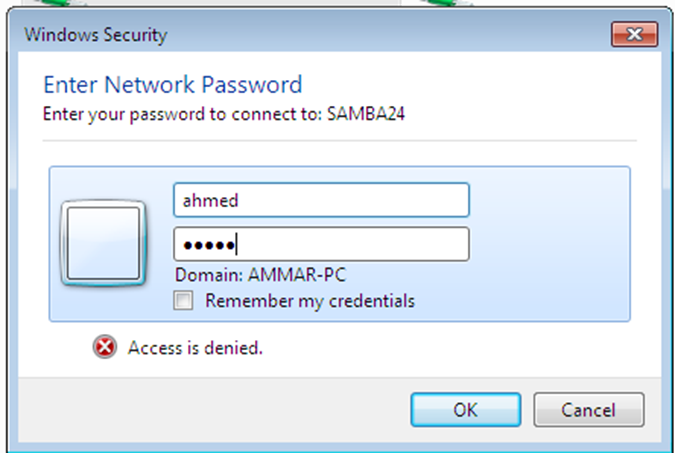 Windows Security
Enter Network Password
Enter your password to connect to: SAMBA24
ahmed
●●●●●
Domain: AMMAR-PC
Remember my credentials
Access is denied.
OK
Cancel